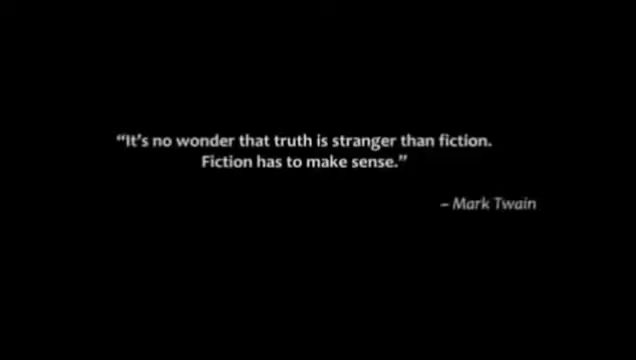 “It’s no wonder that truth is stranger than fiction.
Fiction has to make sense.”
– Mark Twain